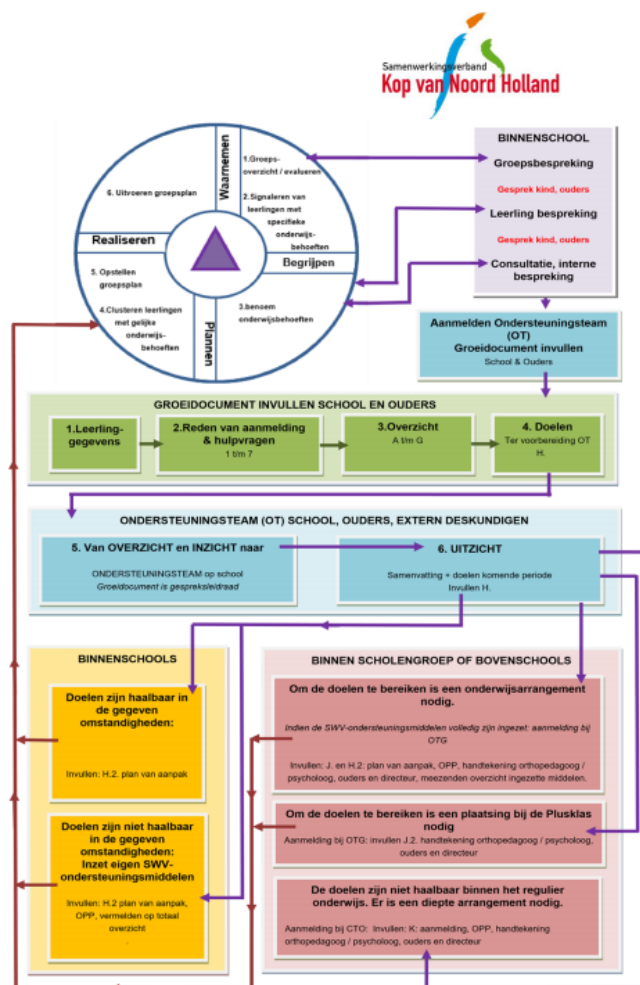 Samenwerkingsverband
Kop van Noord Holland
Waarnemen
1.Groeps-
overzicht / evalueren
2.Signaleren van
leerlingen met
specifieke
onderwijs-
behoeften
Begrijpen
3.benoem
onderwijsbehoeften
Plannen
4.Clusteren leerlingen
met gelijke
onderwijs-
behoeften
5. Opstellen
groepsplan
Realiseren
6. Uitvoeren groepsplan
BINNENSCHOOL
Groepsbespreking
Gesprek kind, ouders
Leerling bespreking
Gesprek kind, ouders
Consultatie, interne
bespreking
Aanmelden Ondersteuningsteam
(OT)
Groeidocument invullen
School & Ouders
GROEIDOCUMENT INVULLEN SCHOOL EN OUDERS
1.Leerling-
gegevens
2.Reden van aanmelding
& hulpvragen
1 t/m 7
3.Overzicht
A t/m G
4. Doelen
Ter voorbereiding OT
H.
ONDERSTEUNINGSTEAM (OT) SCHOOL, OUDERS, EXTERN DESKUNDIGEN
5. Van OVERZICHT en INZICHT naar
ONDERSTEUNINGSTEAM op school
Groeidocument is gespreksleidraad
6. UITZICHT
Samenvatting + doelen komende periode
Invullen H.
BINNENSCHOOLS
Doelen zijn haalbaar in
de gegeven
omstandigheden:
Invullen: H.2. plan van aanpak
Doelen zijn niet haalbaar
in de gegeven
omstandigheden:
Inzet eigen SWV-
ondersteuningsmiddelen
Invullen: H.2 plan van aanpak,
OPP, vermelden op totaal
overzicht
.
BINNEN SCHOLENGROEP OF BOVENSCHOOLS
Om de doelen te bereiken is een onderwijsarrangement
nodig.
Indien de SWV-ondersteuningsmiddelen volledig zijn ingezet: aanmelding bij
OTG
Invullen: J. en H.2: plan van aanpak, OPP, handtekening orthopedagoog /
psycholoog, ouders en directeur, meezenden overzicht ingezette middelen.
Om de doelen te bereiken is een plaatsing bij de Plusklas
nodig
Aanmelding bij OTG: invullen J.2. handtekening orthopedagoog / psycholoog,
ouders en directeur
De doelen zijn niet haalbaar binnen het regulier
onderwijs. Er is een diepte arrangement nodig.
Aanmelding bij CTO: Invullen: K: aanmelding, OPP, handtekening
orthopedagoog / psycholoog, ouders en directeur